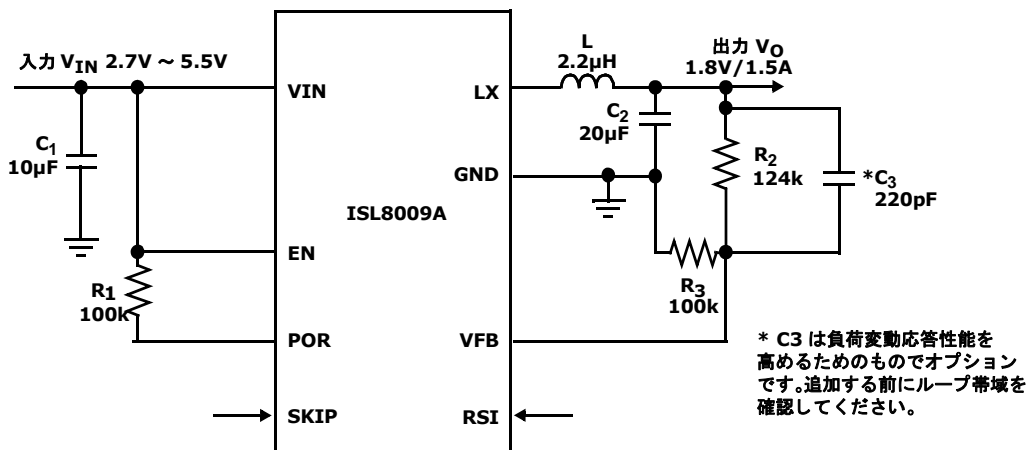 入力 VIN 2.7V ~ 5.5V
L
2.2µH
出力 VO
1.8V/1.5A
VIN
LX
C1
10µF
C2
20µF
R2
124k
*C3
220pF
GND
ISL8009A
EN
R1
100k
R3
100k
POR
VFB
* C3 は負荷変動応答性能を
高めるためのものでオプション
です。追加する前にループ帯域を
確認してください。
SKIP
RSI